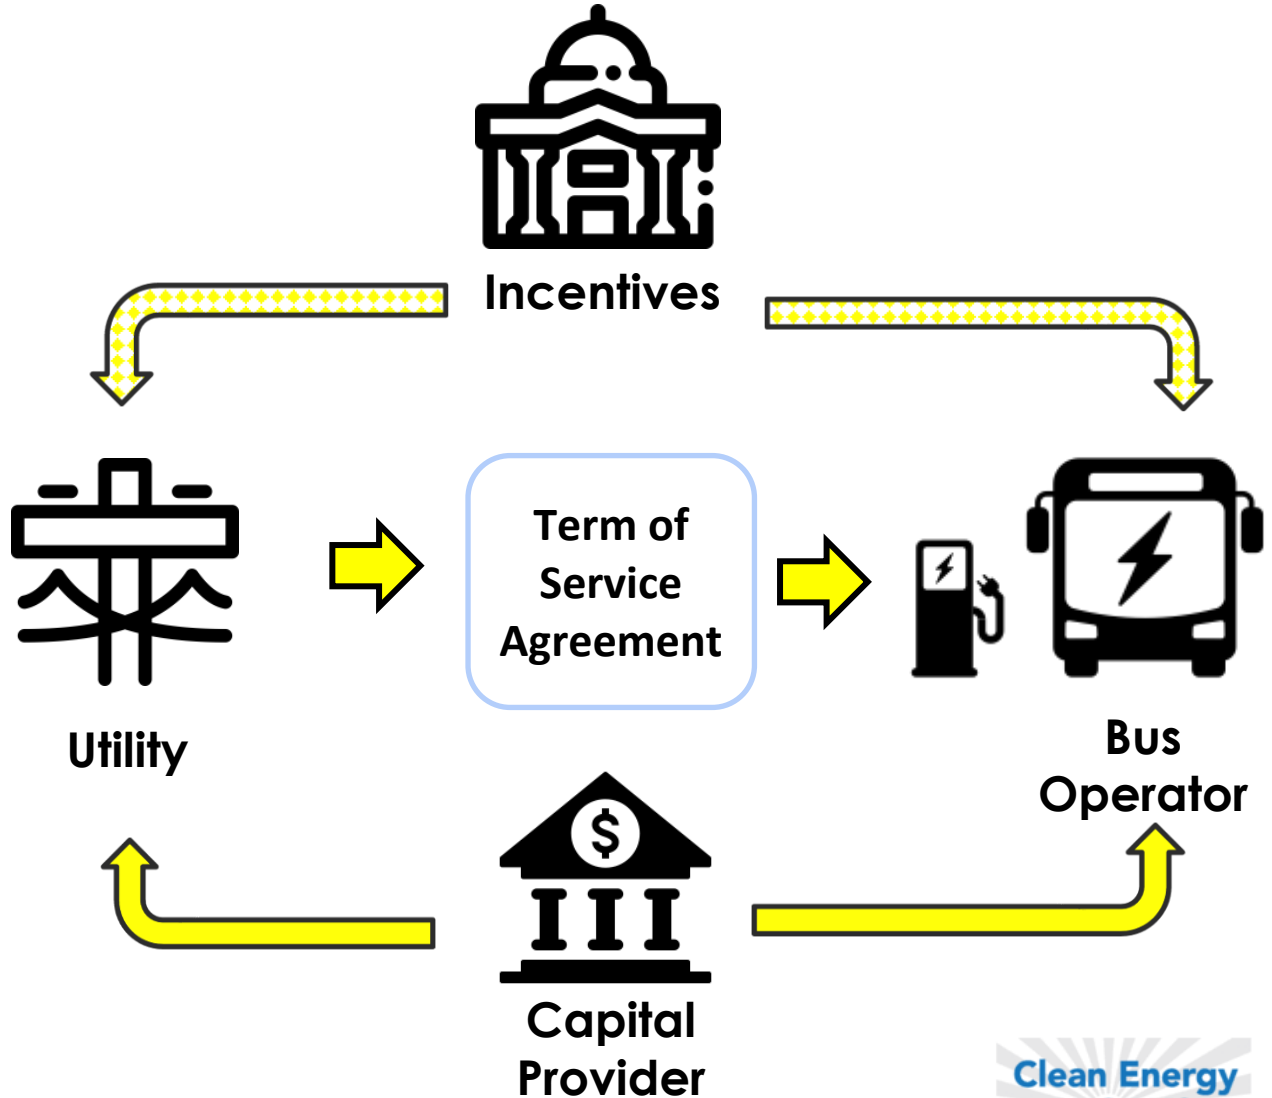 Incentives
Term of
Service
Agreement
Utility
Bus
Operator
$
Capital
Provider
Clean Energy